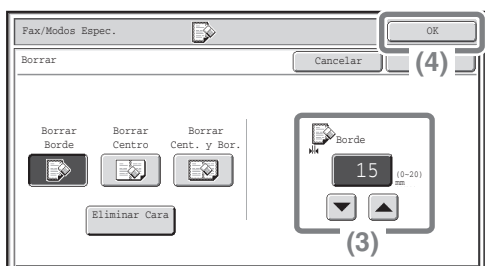 Fax/Modos Espec.
OK
Borrar
Cancelar
(4)
Borrar Borde
Borrar Centro
Borrar Cent. y Bor.
Borde
15
(0-20) mm
Eliminar Cara
(3)